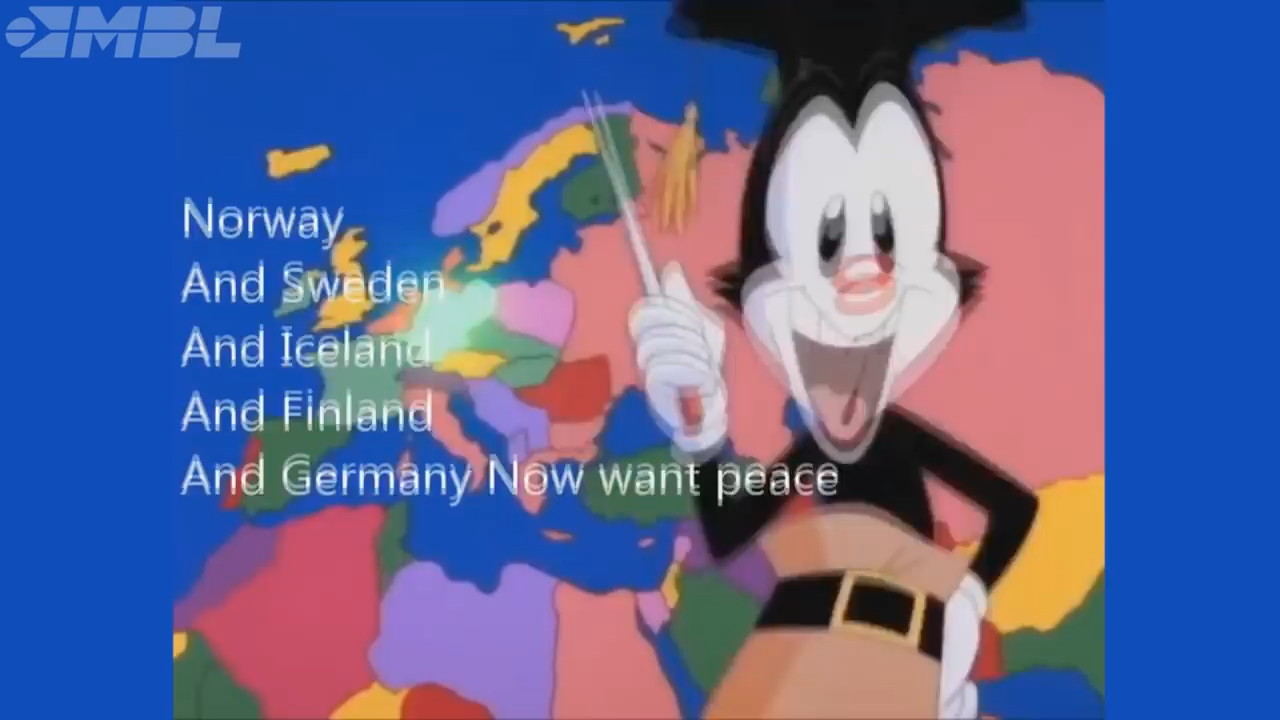 MBL
Norway
And Sweden
And Iceland
And Finland
And Germany Now want peace